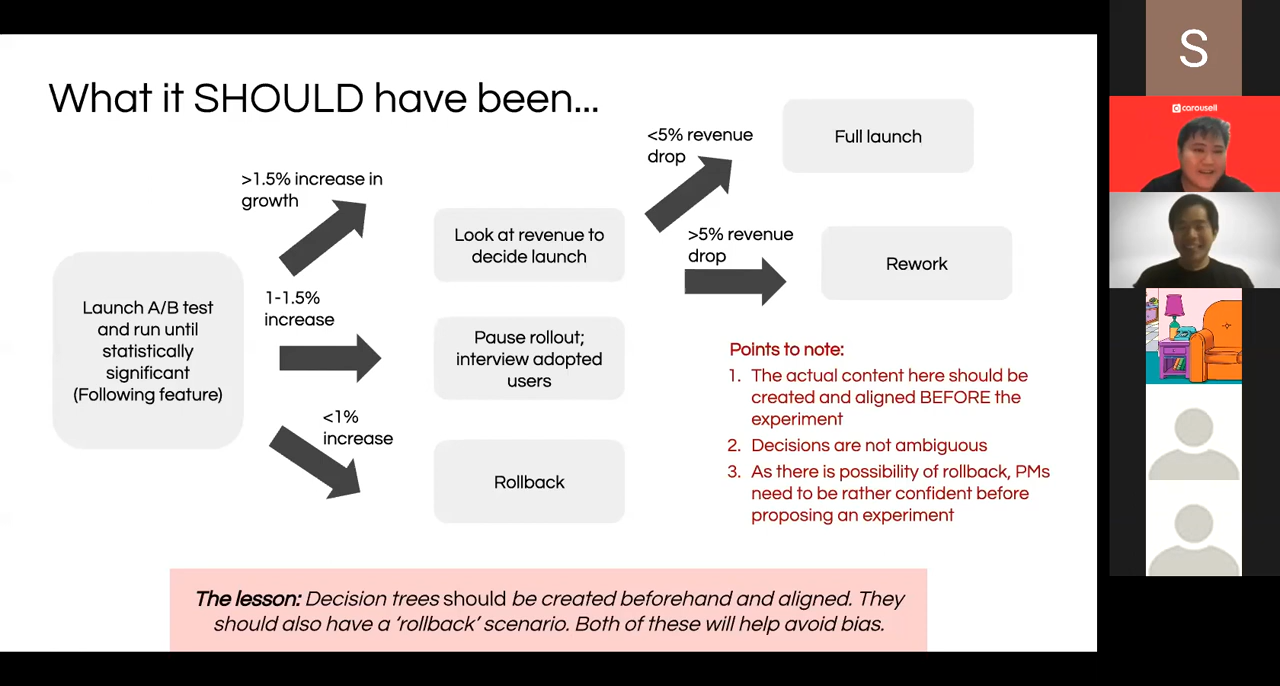 What it SHOULD have been...
>1.5% increase in
growth
1-1.5%
increase
<1%
increase
Launch A/B test
and run until
statistically
significant
(Following feature)
Look at revenue to
decide launch
Pause rollout;
interview adopted
users
Rollback
<5% revenue
drop
>5% revenue
drop
Full launch
Rework
Points to note:
1. The actual content here should be
created and aligned BEFORE the
experiment
2. Decisions are not ambiguous
3. As there is possibility of rollback, PMs
need to be rather confident before
proposing an experiment
The lesson: Decision trees should be created beforehand and aligned. They
should also have a ‘rollback’ scenario. Both of these will help avoid bias.
S
carousell